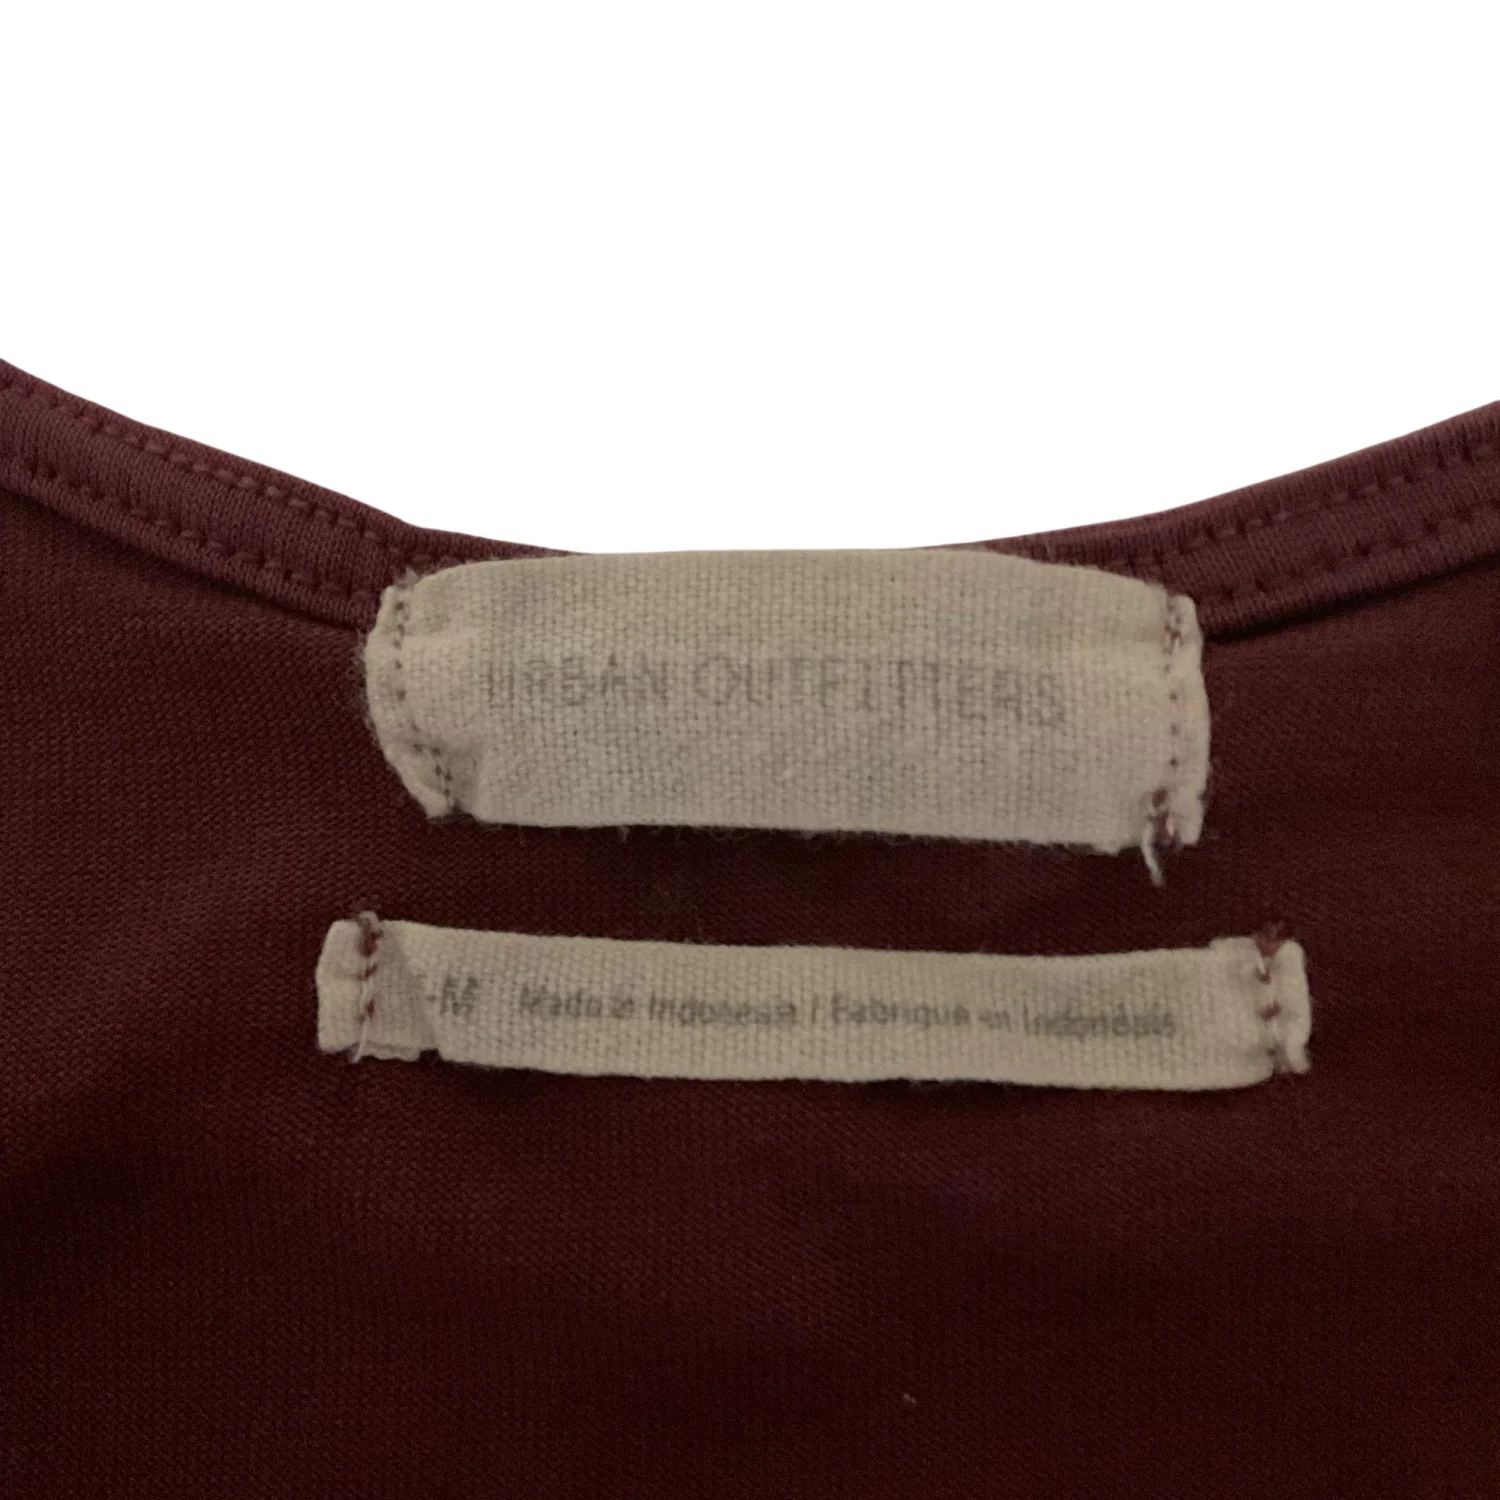 URBAN OUTFITTERS
-M Made in Indonesia / Fabriqué en Indonésie